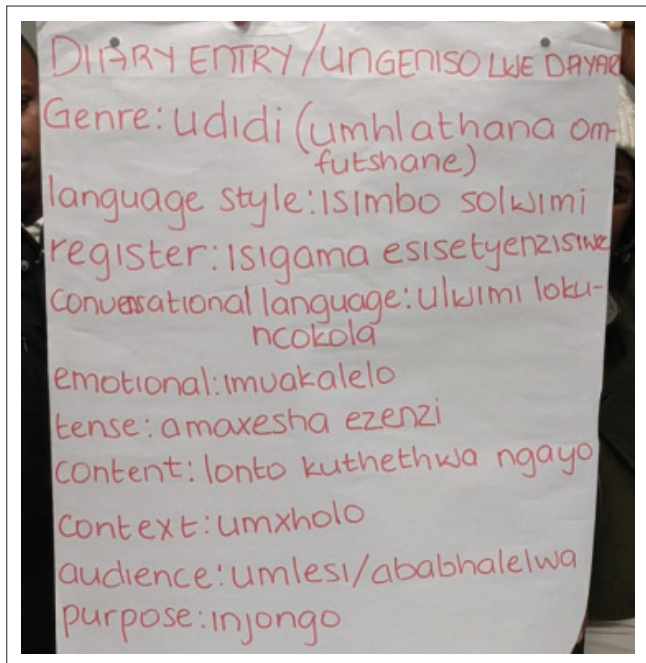 DIARY ENTRY/UNGENISO LWE DAYARI
Genre: udidi (umhlathana om-
futshane)
language style: isimbo solwimi
register: isigama esisetyenzisiwe
conversational language: ulwimi loku-
ncokola
emotional: imvakalelo
tense: amaxesha ezenzi
content: lonto kuthethwa ngayo
context: umxholo
audience: umlesi/ababhalelwa
purpose: injongo